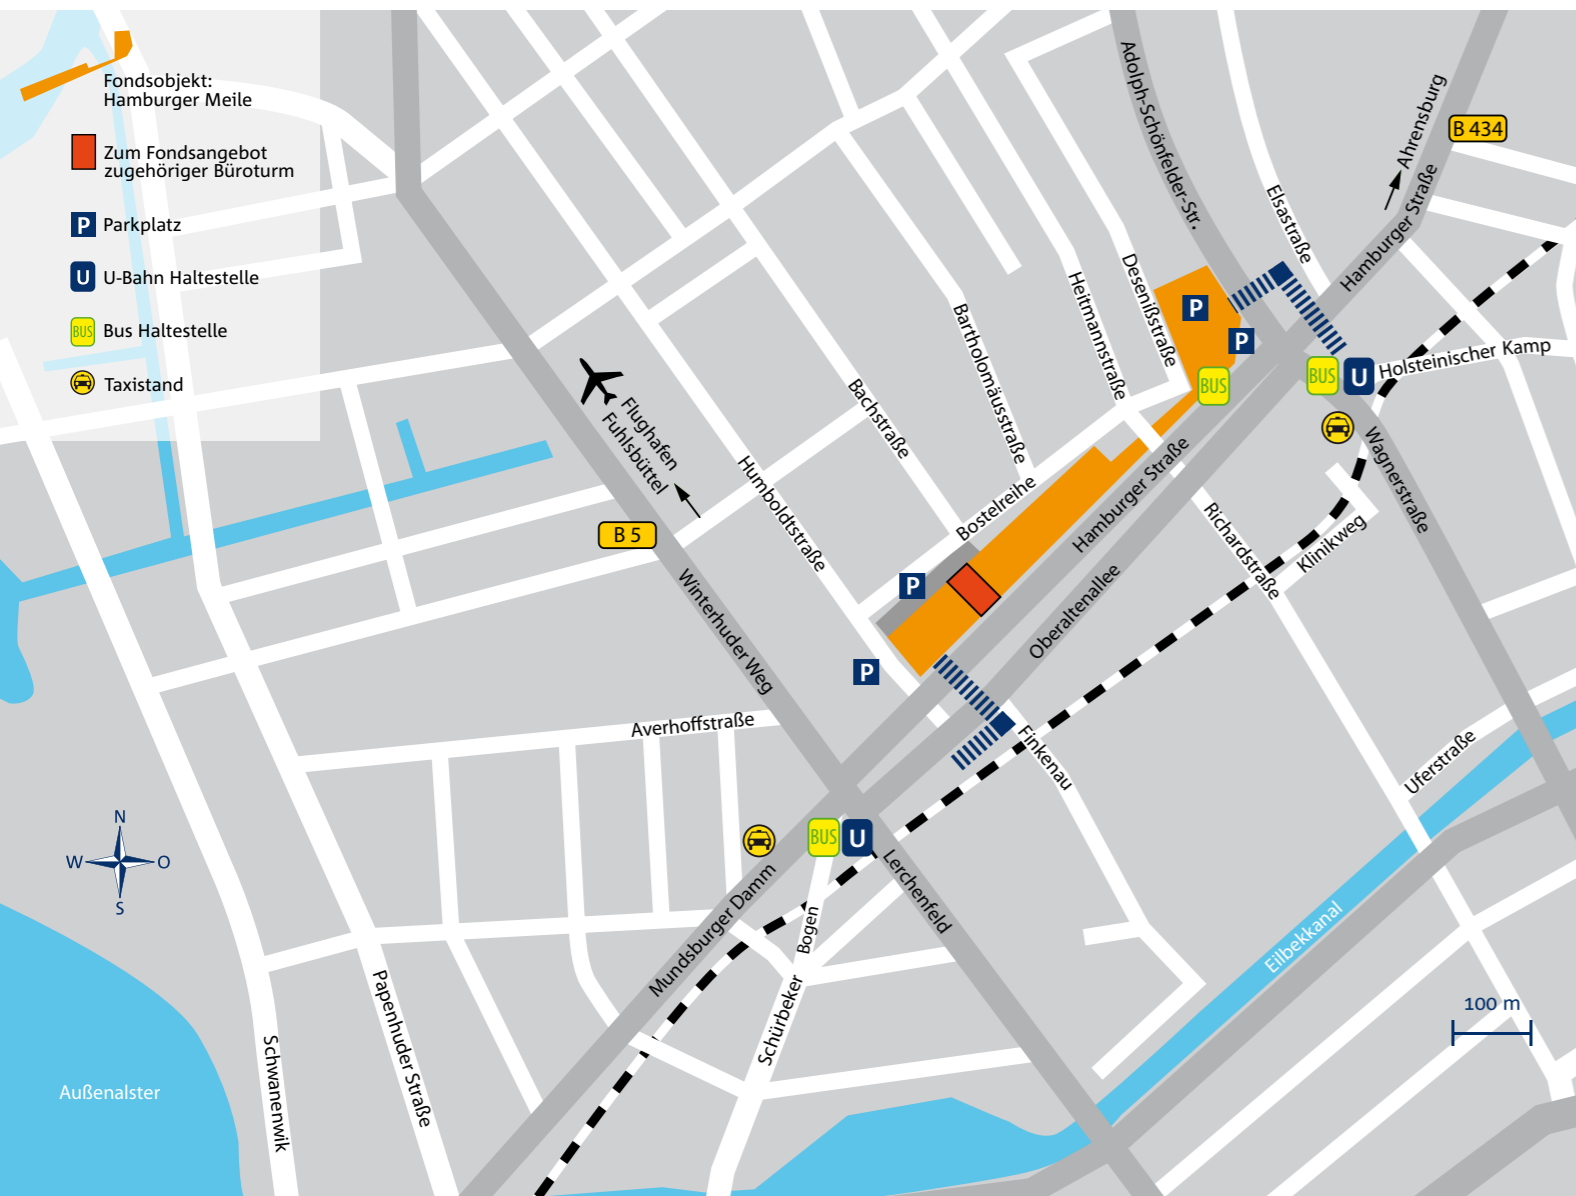 Fondsobjekt:
Hamburger Meile
Zum Fondsangebot
zugehöriger Büroturm
P Parkplatz
U U-Bahn Haltestelle
BUS Bus Haltestelle
Taxistand
Adolph-Schönfelder-Str.
Elsastraße
Ahrensburg
B 434
Hamburger Straße
Desenißstraße
Heitmannstraße
Bartholomäusstraße
Bachstraße
Humboldtstraße
P
P
BUS
BUS
U
Holsteinischer Kamp
Wagnerstraße
Flughafen
Fuhlsbüttel
B 5
Bostelreihe
Hamburger Straße
Richardstraße
Klinikweg
Oberaltenallee
P
P
Winterhuder Weg
Averhoffstraße
Finkenau
Uferstraße
BUS
U
Lerchenfeld
Mundsburger Damm
Schürbeker Bogen
Eilbekkanal
N
W
O
S
Papenhuder Straße
Schwanenwik
Außenalster
100 m